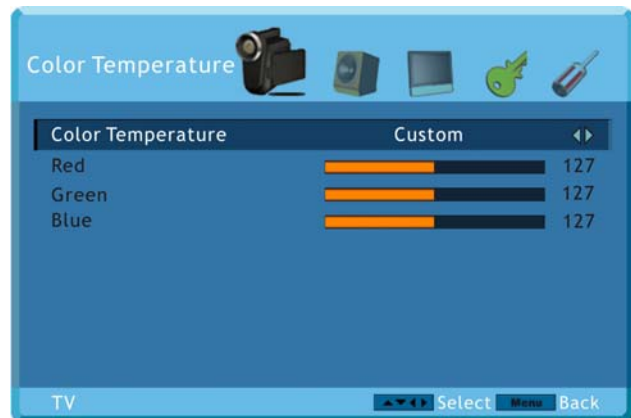 Color Temperature
Color Temperature Custom
Red 127
Green 127
Blue 127
TV Select Menu Back